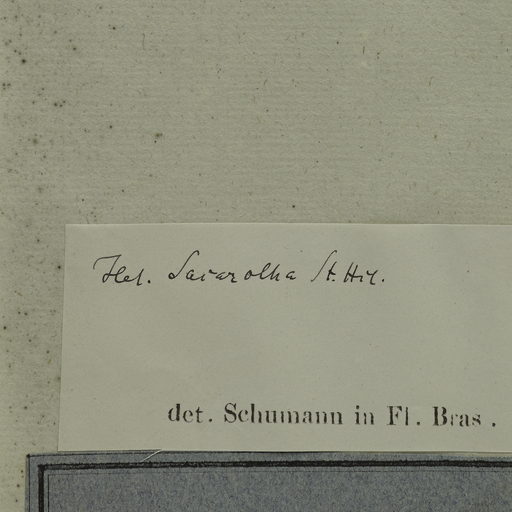 Hel. Sacarolha St. Hil.
det. Schumann in Fl. Bras.